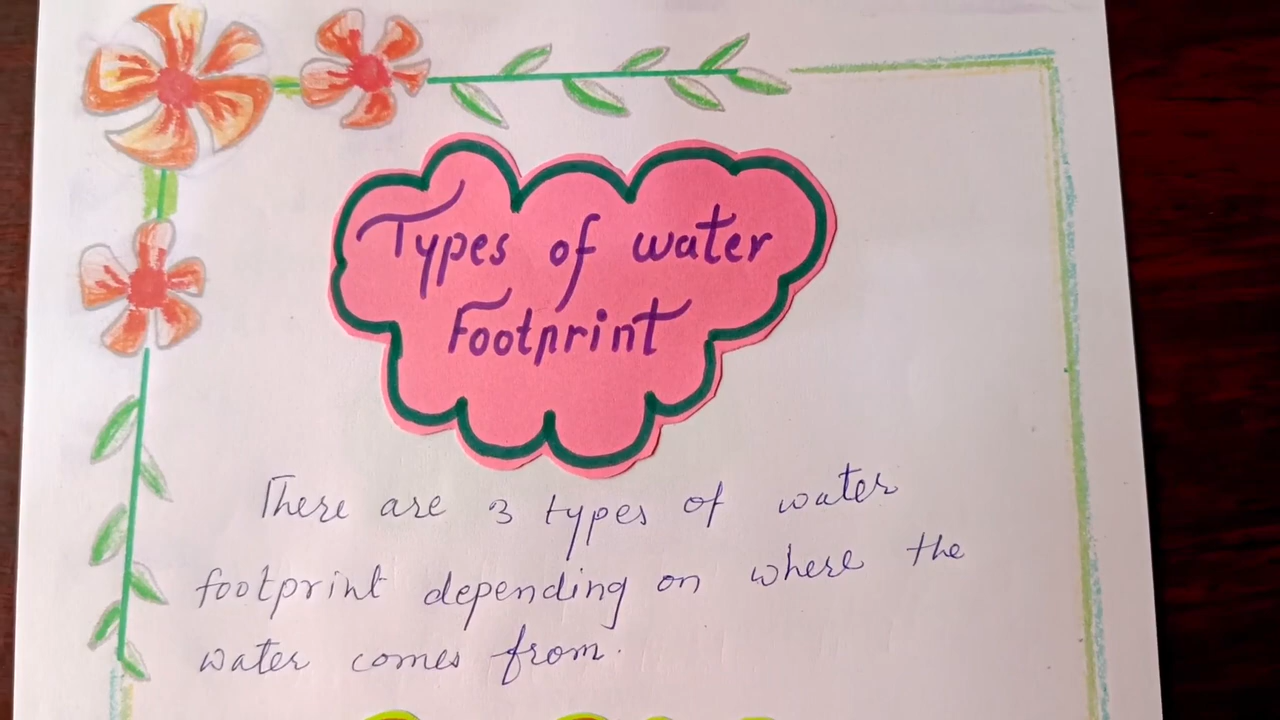 Types of water
Footprint
There are 3 types of water
footprint depending on where the
water comes from.